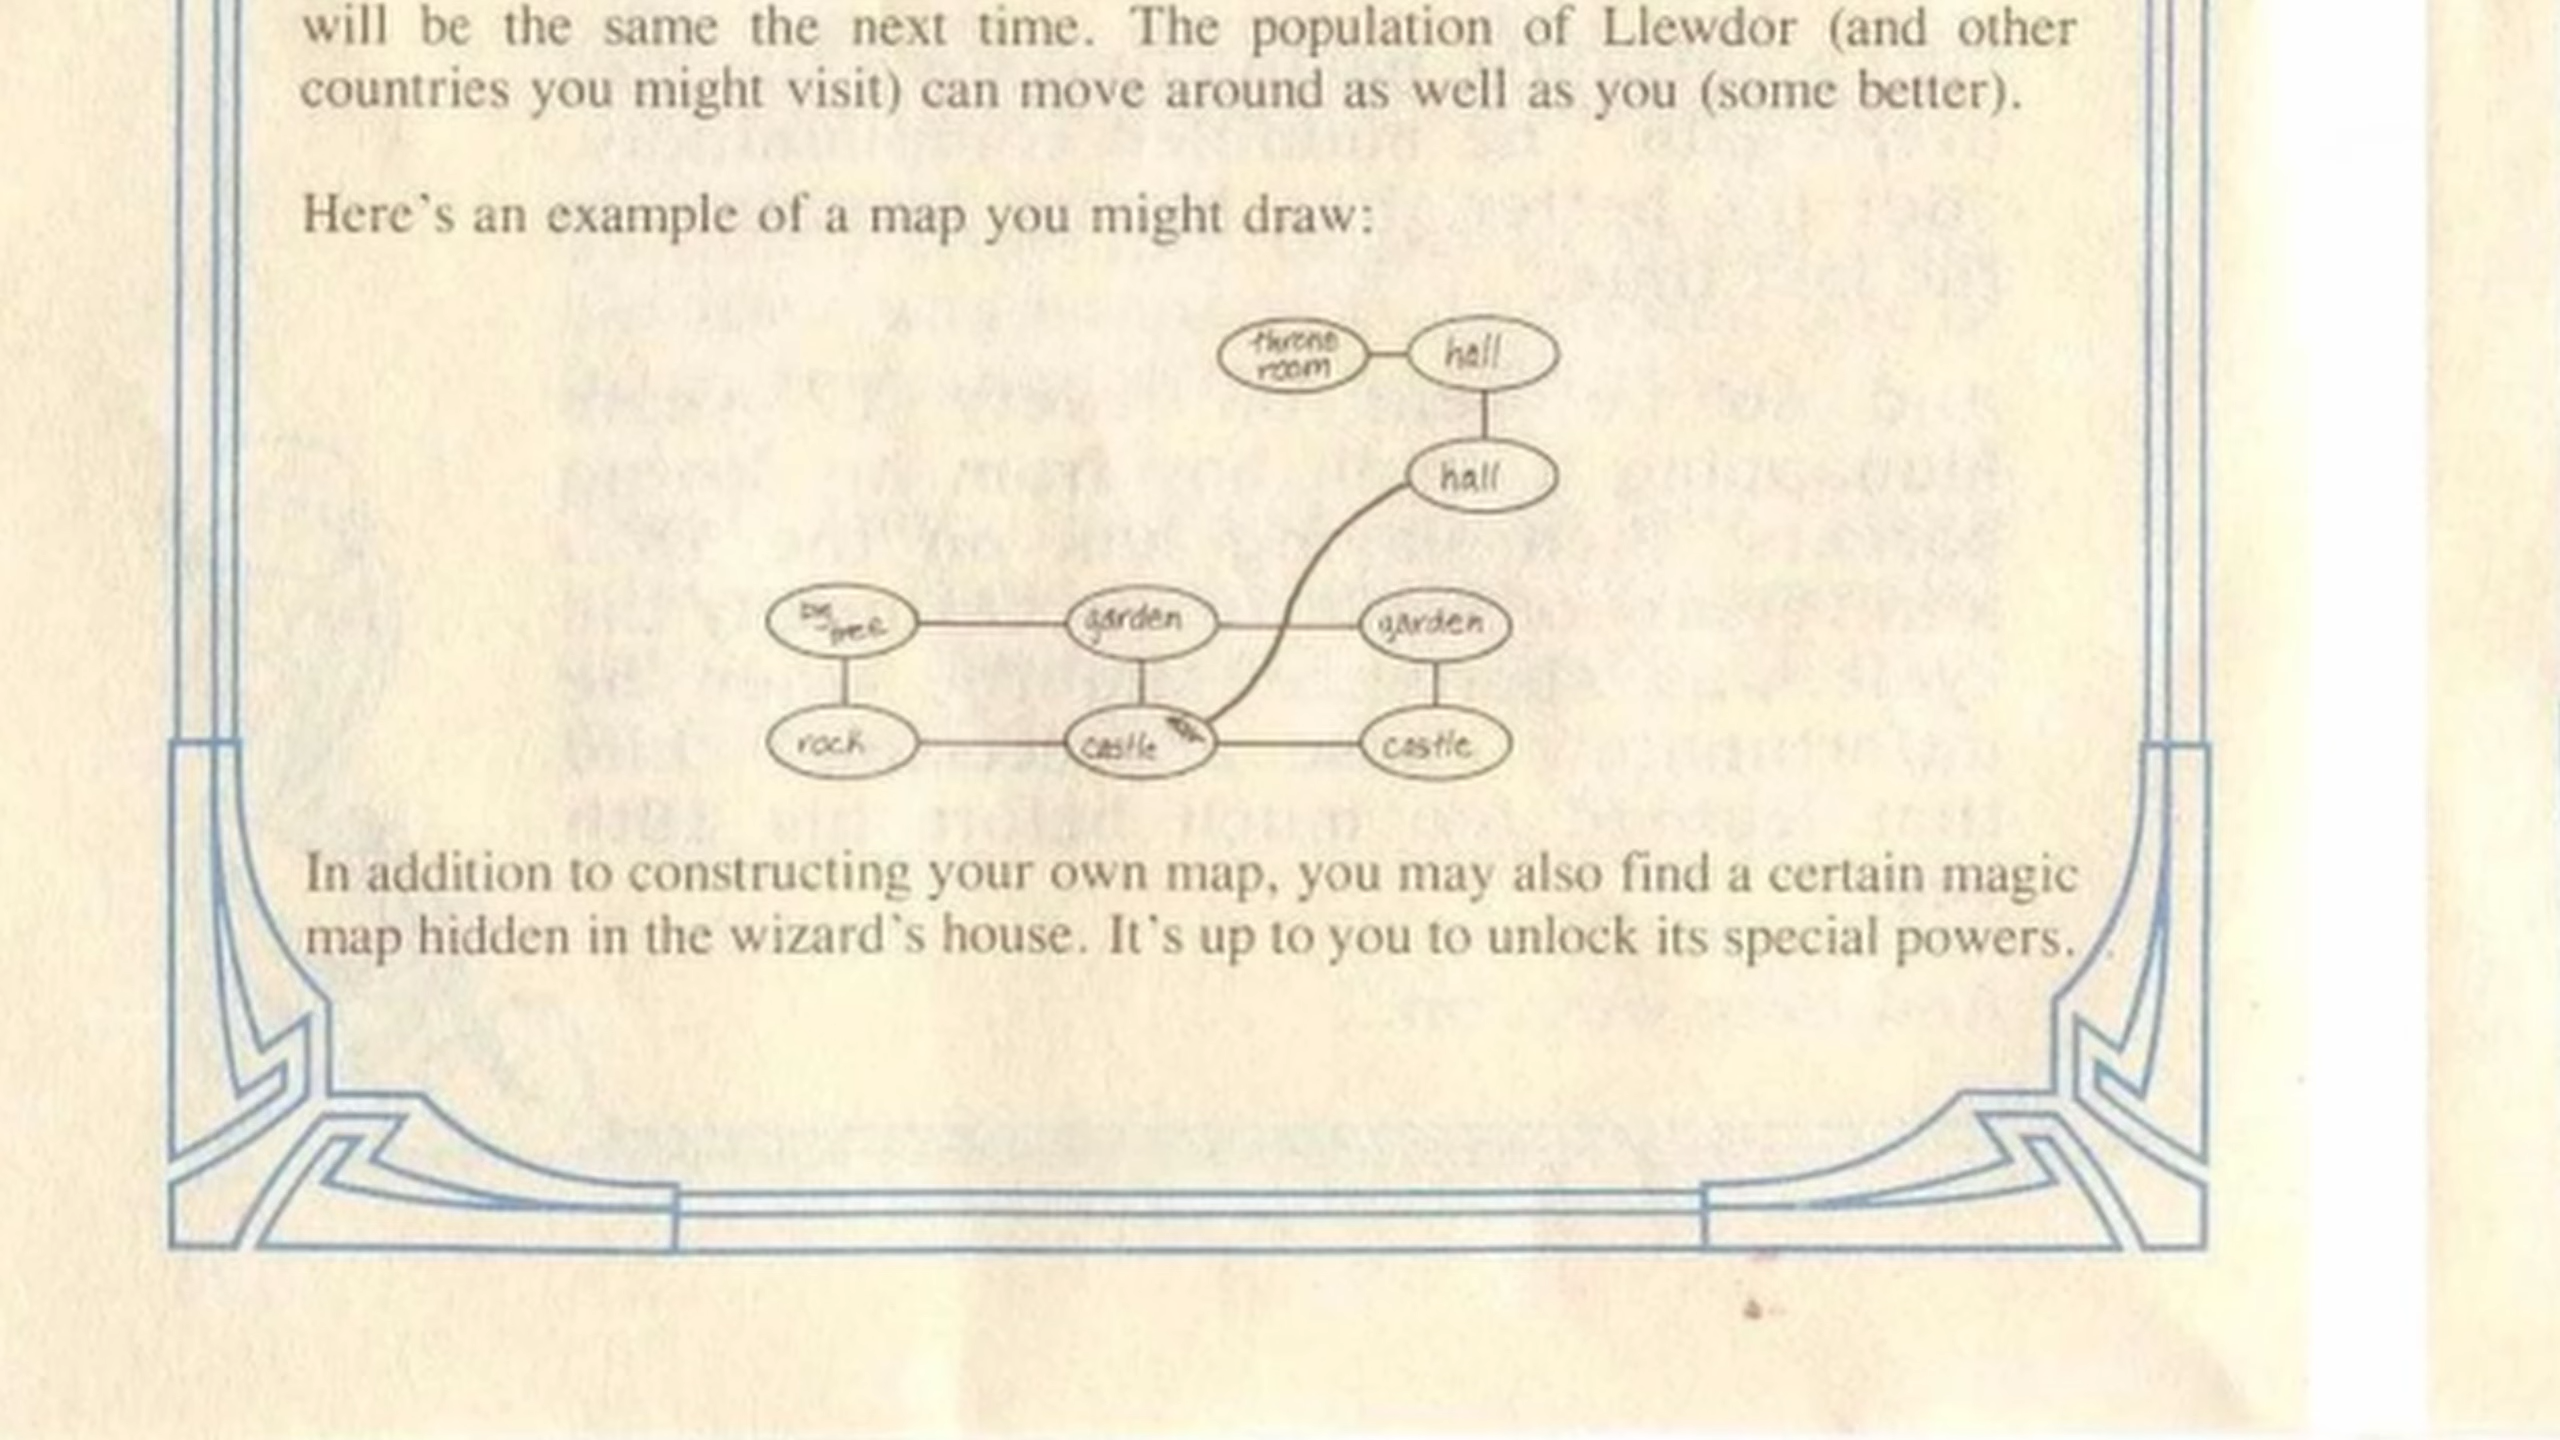 will be the same the next time. The population of Llewdor (and other
countries you might visit) can move around as well as you (some better).
Here's an example of a map you might draw:
throne
room
hall
hall
big
tree
garden
garden
rock
castle
castle
In addition to constructing your own map, you may also find a certain magic
map hidden in the wizard's house. It's up to you to unlock its special powers.